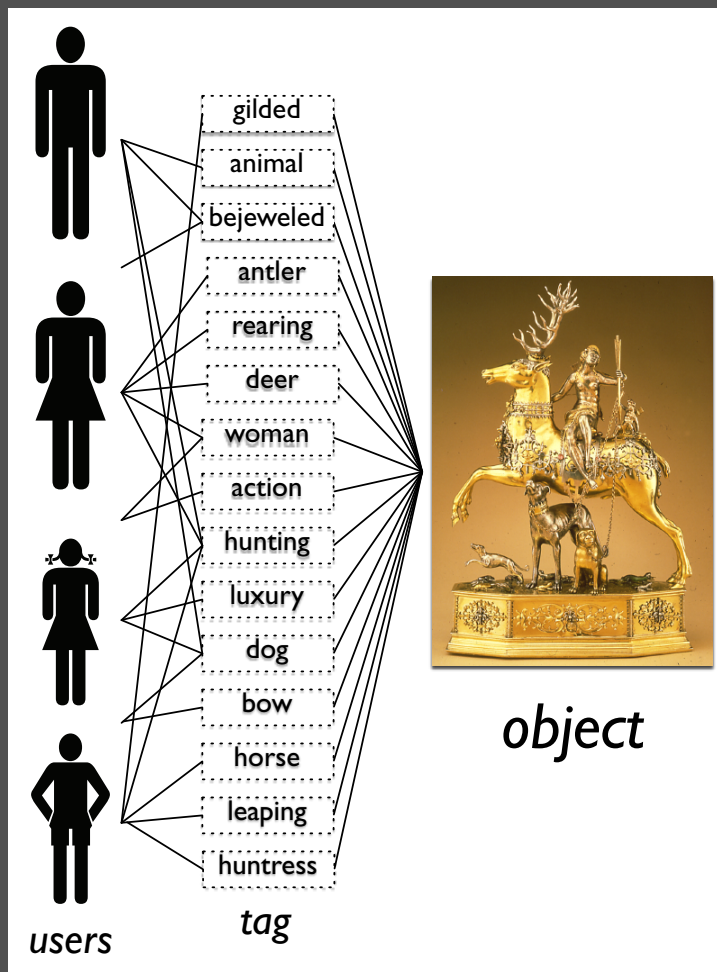 gilded
animal
bejeweled
antler
rearing
deer
woman
action
hunting
luxury
dog
bow
horse
leaping
huntress
users
tag
object